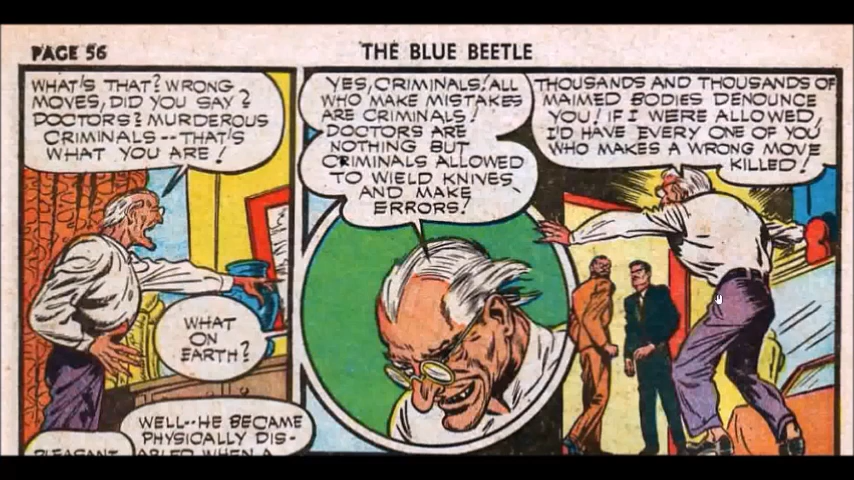 PAGE 56
THE BLUE BEETLE
WHAT'S THAT? WRONG
MOVES, DID YOU SAY?
DOCTORS? MURDEROUS
CRIMINALS--THAT'S
WHAT YOU ARE!
WHAT
ON
EARTH?
WELL--HE BECAME
PHYSICALLY DIS-
ABLED WHEN A
PLEASANT
YES, CRIMINALS! ALL
WHO MAKE MISTAKES
ARE CRIMINALS!
DOCTORS ARE
NOTHING BUT
CRIMINALS ALLOWED
TO WIELD KNIVES
AND MAKE
ERRORS!
THOUSANDS AND THOUSANDS OF
MAIMED BODIES DENOUNCE
YOU! IF I WERE ALLOWED,
I'D HAVE EVERY ONE OF YOU
WHO MAKES A WRONG MOVE
KILLED!